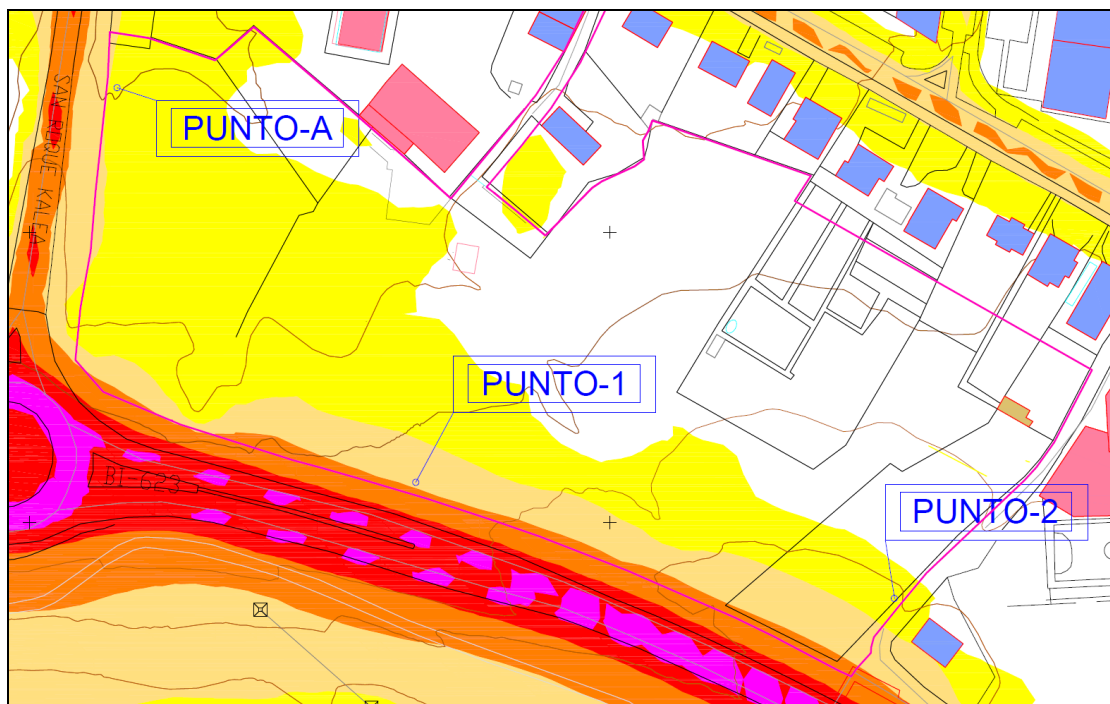 PUNTO-A
SAN ROQUE KALEA
PUNTO-1
BI-623
PUNTO-2